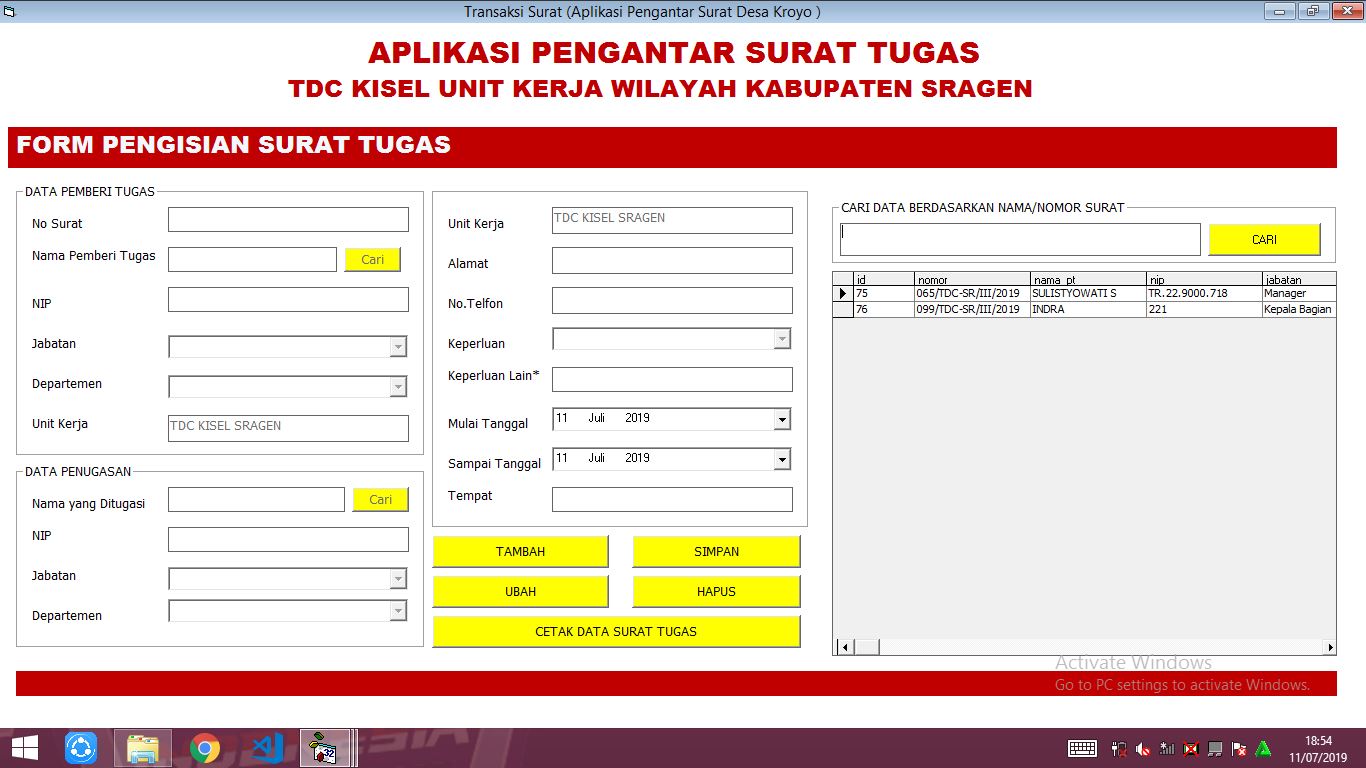 Transaksi Surat (Aplikasi Pengantar Surat Desa Kroyo )
APLIKASI PENGANTAR SURAT TUGAS
TDC KISEL UNIT KERJA WILAYAH KABUPATEN SRAGEN
FORM PENGISIAN SURAT TUGAS
DATA PEMBERI TUGAS
No Surat
Nama Pemberi Tugas Cari
NIP
Jabatan
Departemen
Unit Kerja TDC KISEL SRAGEN
DATA PENUGASAN
Nama yang Ditugasi Cari
NIP
Jabatan
Departemen
Unit Kerja TDC KISEL SRAGEN
Alamat
No.Telfon
Keperluan
Keperluan Lain*
Mulai Tanggal 11 Juli 2019
Sampai Tanggal 11 Juli 2019
Tempat
TAMBAH SIMPAN
UBAH HAPUS
CETAK DATA SURAT TUGAS
CARI DATA BERDASARKAN NAMA/NOMOR SURAT
CARI
id nomor nama_pt nip jabatan
75 065/TDC-SR/III/2019 SULISTYOWATI S TR.22.9000.718 Manager
76 099/TDC-SR/III/2019 INDRA 221 Kepala Bagian
Activate Windows
Go to PC settings to activate Windows.
32
18:54
11/07/2019